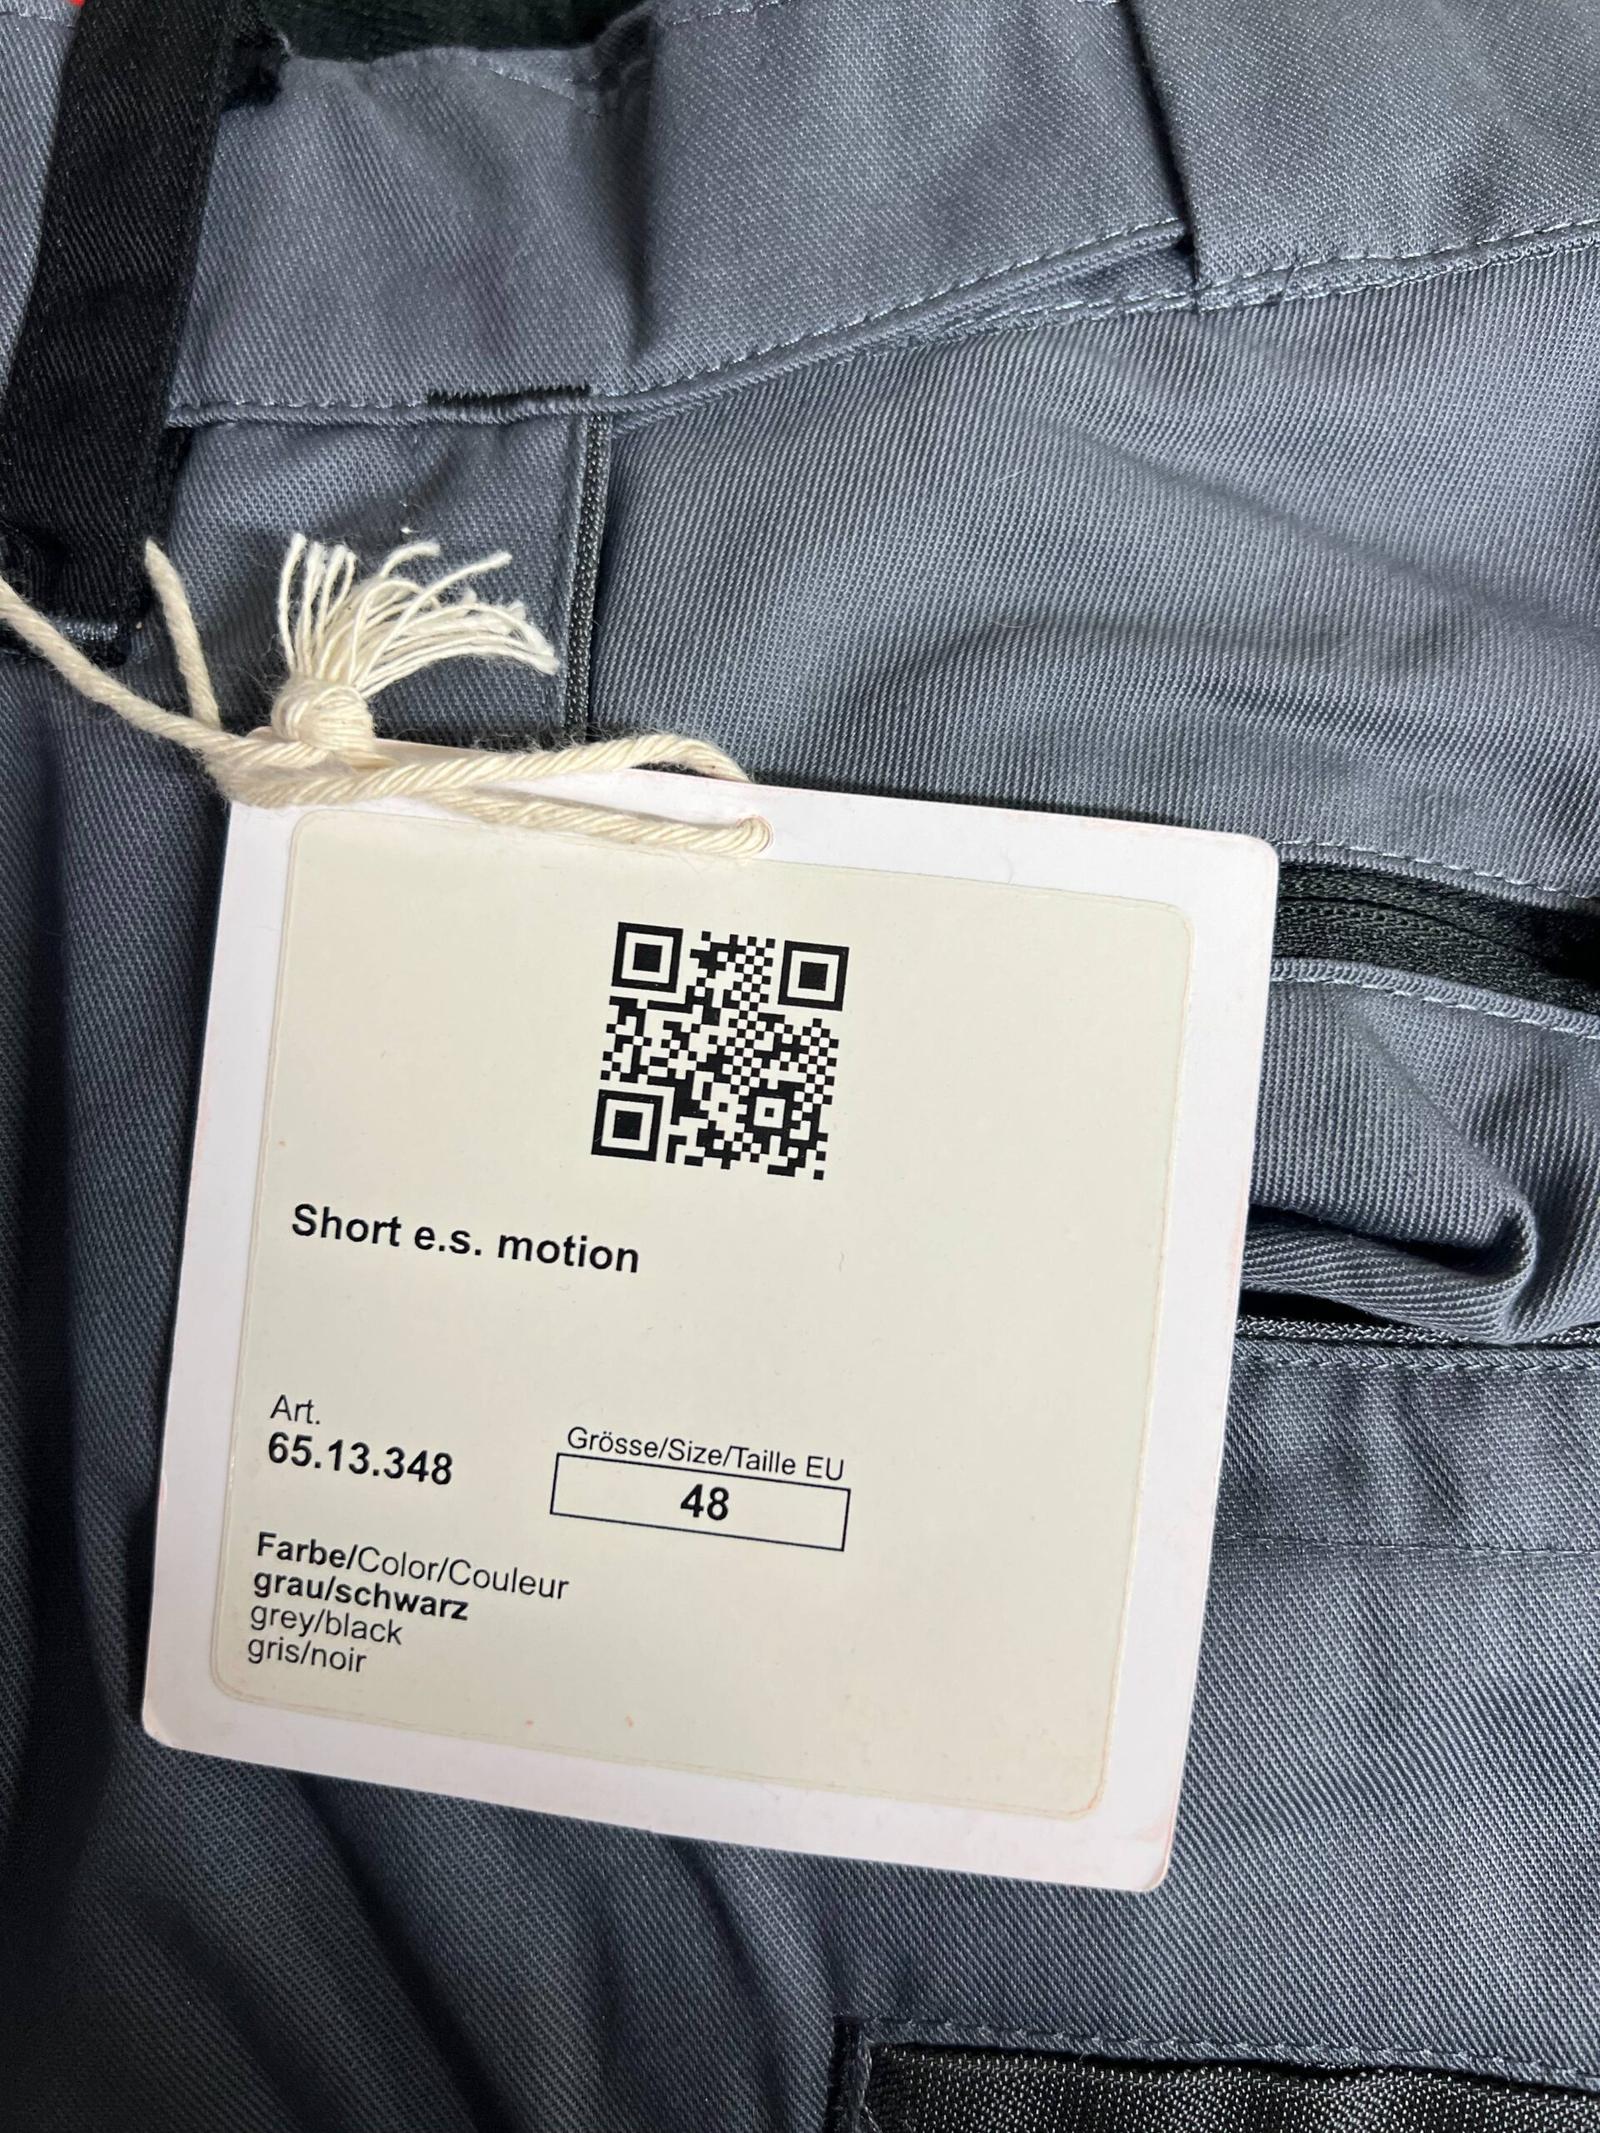 Short e.s. motion
Art.
65.13.348
Grösse/Size/Taille EU
48
Farbe/Color/Couleur
grau/schwarz
grey/black
gris/noir